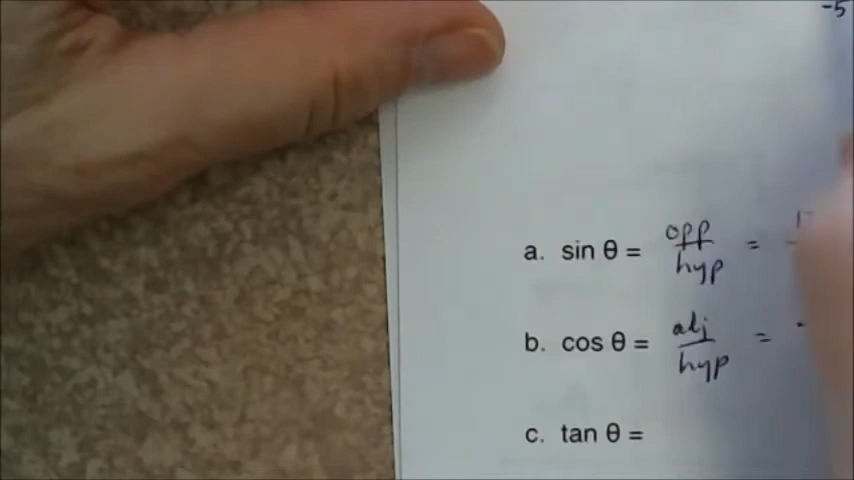 -5
a. sin θ = opp/hyp =
b. cos θ = adj/hyp =
c. tan θ =